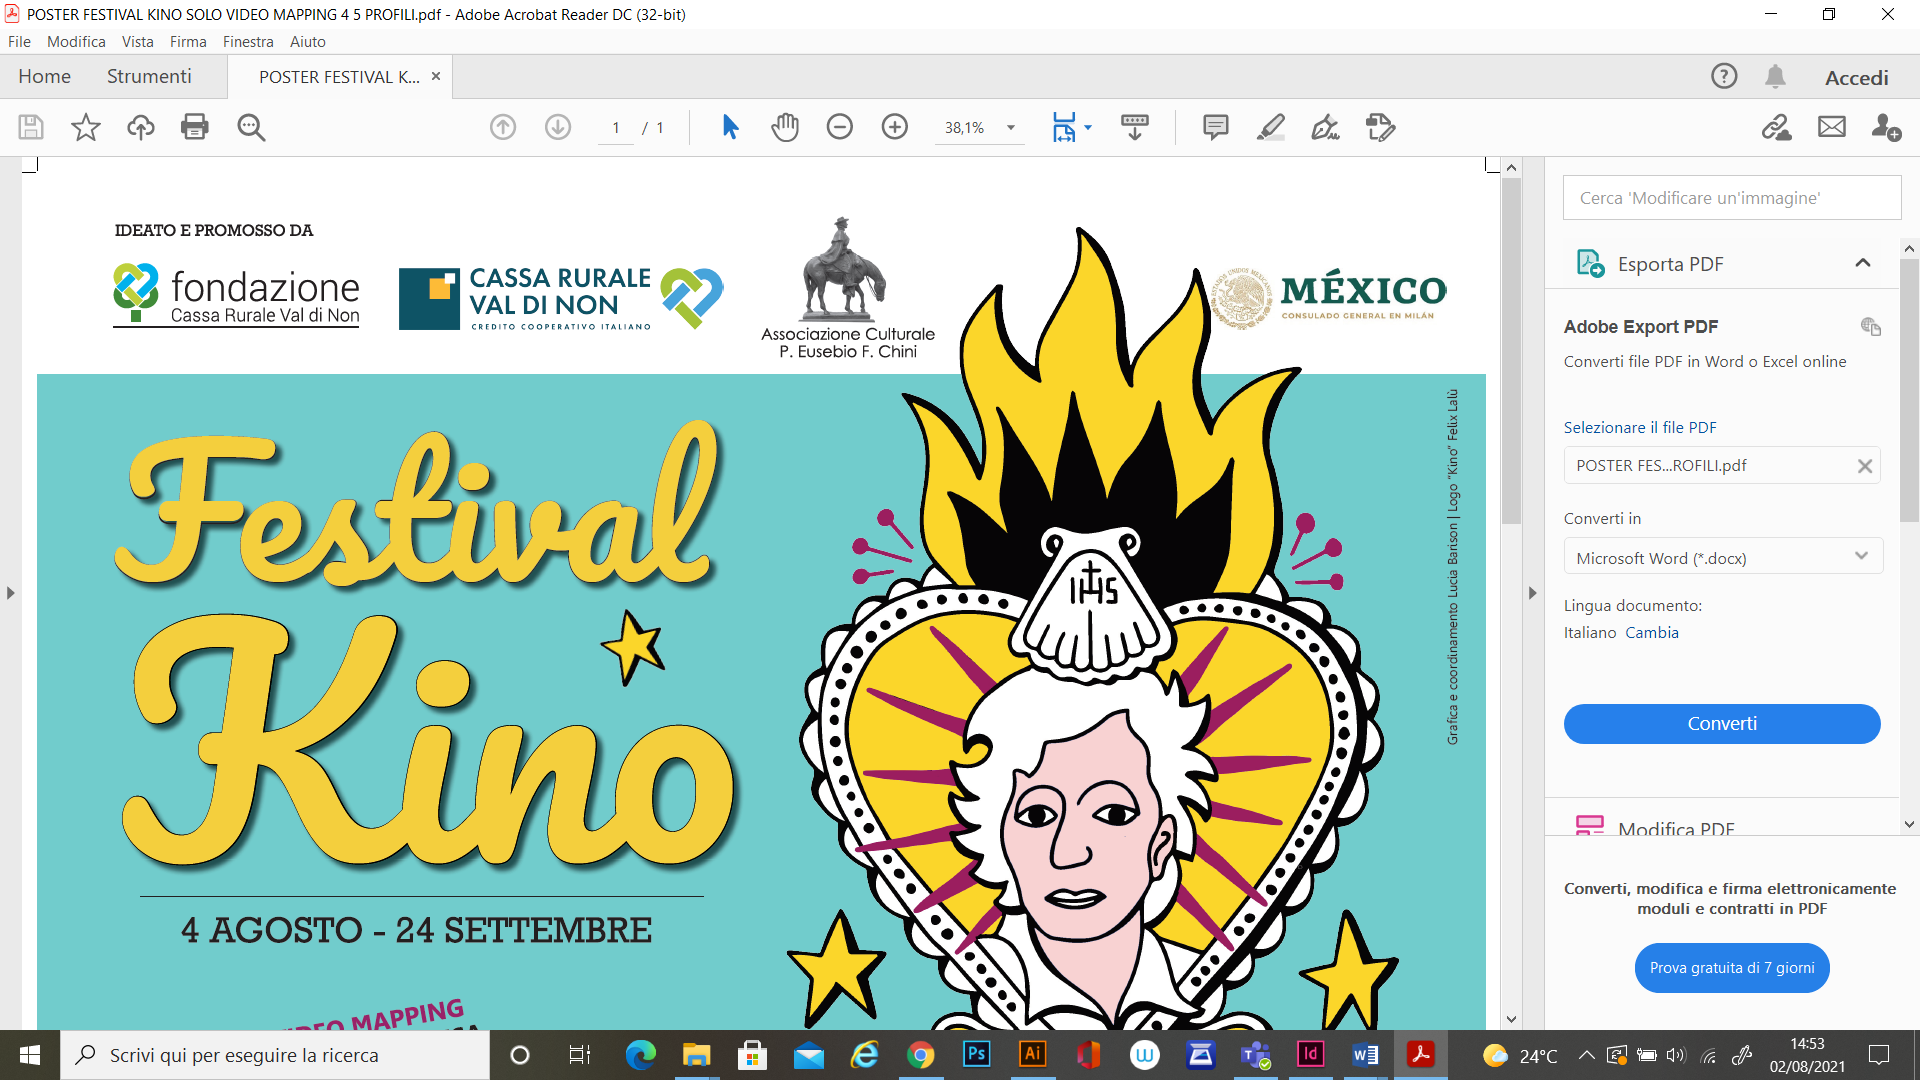 POSTER FESTIVAL KINO SOLO VIDEO MAPPING 4 5 PROFILI.pdf - Adobe Acrobat Reader DC (32-bit)
File Modifica Vista Firma Finestra Aiuto
Home Strumenti POSTER FESTIVAL K... Accedi
1 / 1 38,1%
Cerca 'Modificare un'immagine'
Esporta PDF
Adobe Export PDF
Converti file PDF in Word o Excel online
Selezionare il file PDF
POSTER FES...ROFILI.pdf
Converti in
Microsoft Word (*.docx)
Lingua documento:
Italiano Cambia
Converti
Modifica PDF
Converti, modifica e firma elettronicamente
moduli e contratti in PDF
Prova gratuita di 7 giorni
IDEATO E PROMOSSO DA
fondazione
Cassa Rurale Val di Non
CASSA RURALE
VAL DI NON
CREDITO COOPERATIVO ITALIANO
Associazione Culturale
P. Eusebio F. Chini
ESTADOS UNIDOS MEXICANOS
MÉXICO
CONSULADO GENERAL EN MILÁN
Grafica e coordinamento Lucia Barison | Logo "Kino" Felix Lalù
Festival
Kino
IHS
4 AGOSTO - 24 SETTEMBRE
VIDEO MAPPING
Scrivi qui per eseguire la ricerca
Ps Ai W Id W
24°C
14:53
02/08/2021